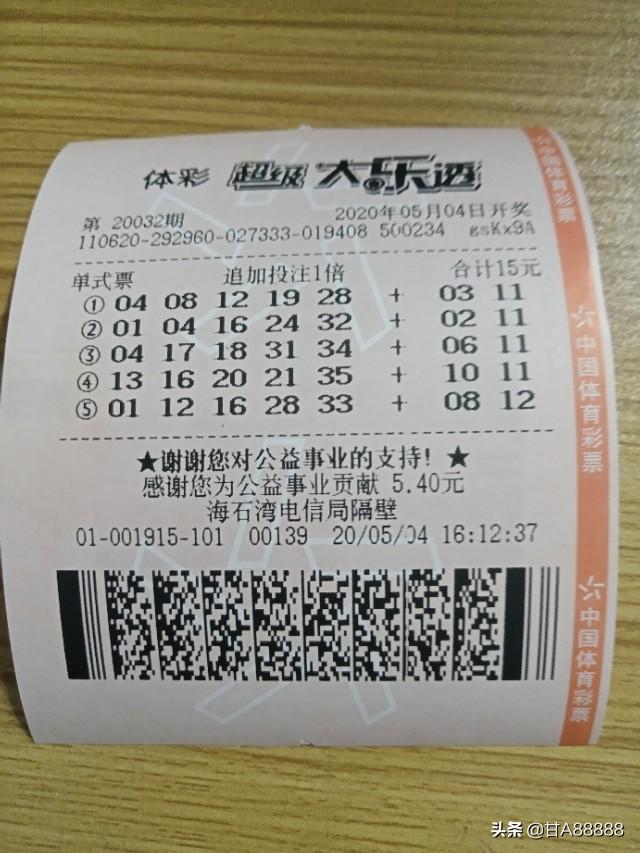 体彩 超级大乐透
第 20032期 2020年05月04日开奖
110620-292960-027333-019408 500234 gsKx9A
单式票 追加投注1倍 合计15元
① 04 08 12 19 28 + 03 11
② 01 04 16 24 32 + 02 11
③ 04 17 18 31 34 + 06 11
④ 13 16 20 21 35 + 10 11
⑤ 01 12 16 28 33 + 08 12
★谢谢您对公益事业的支持! ★
感谢您为公益事业贡献 5.40元
海石湾电信局隔壁
01-001915-101 00139 20/05/04 16:12:37
中国体育彩票
中国体育彩票
中国体育彩票
头条 @甘A88888